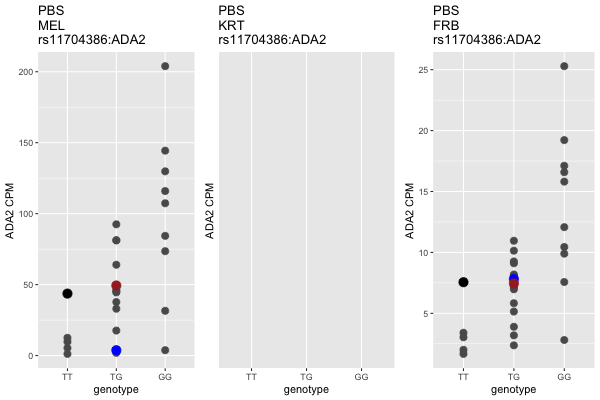 PBS
MEL
rs11704386:ADA2
ADA2 CPM
200
150
100
50
0
TT TG GG
genotype
PBS
KRT
rs11704386:ADA2
ADA2 CPM
TT TG GG
genotype
PBS
FRB
rs11704386:ADA2
ADA2 CPM
25
20
15
10
5
TT TG GG
genotype